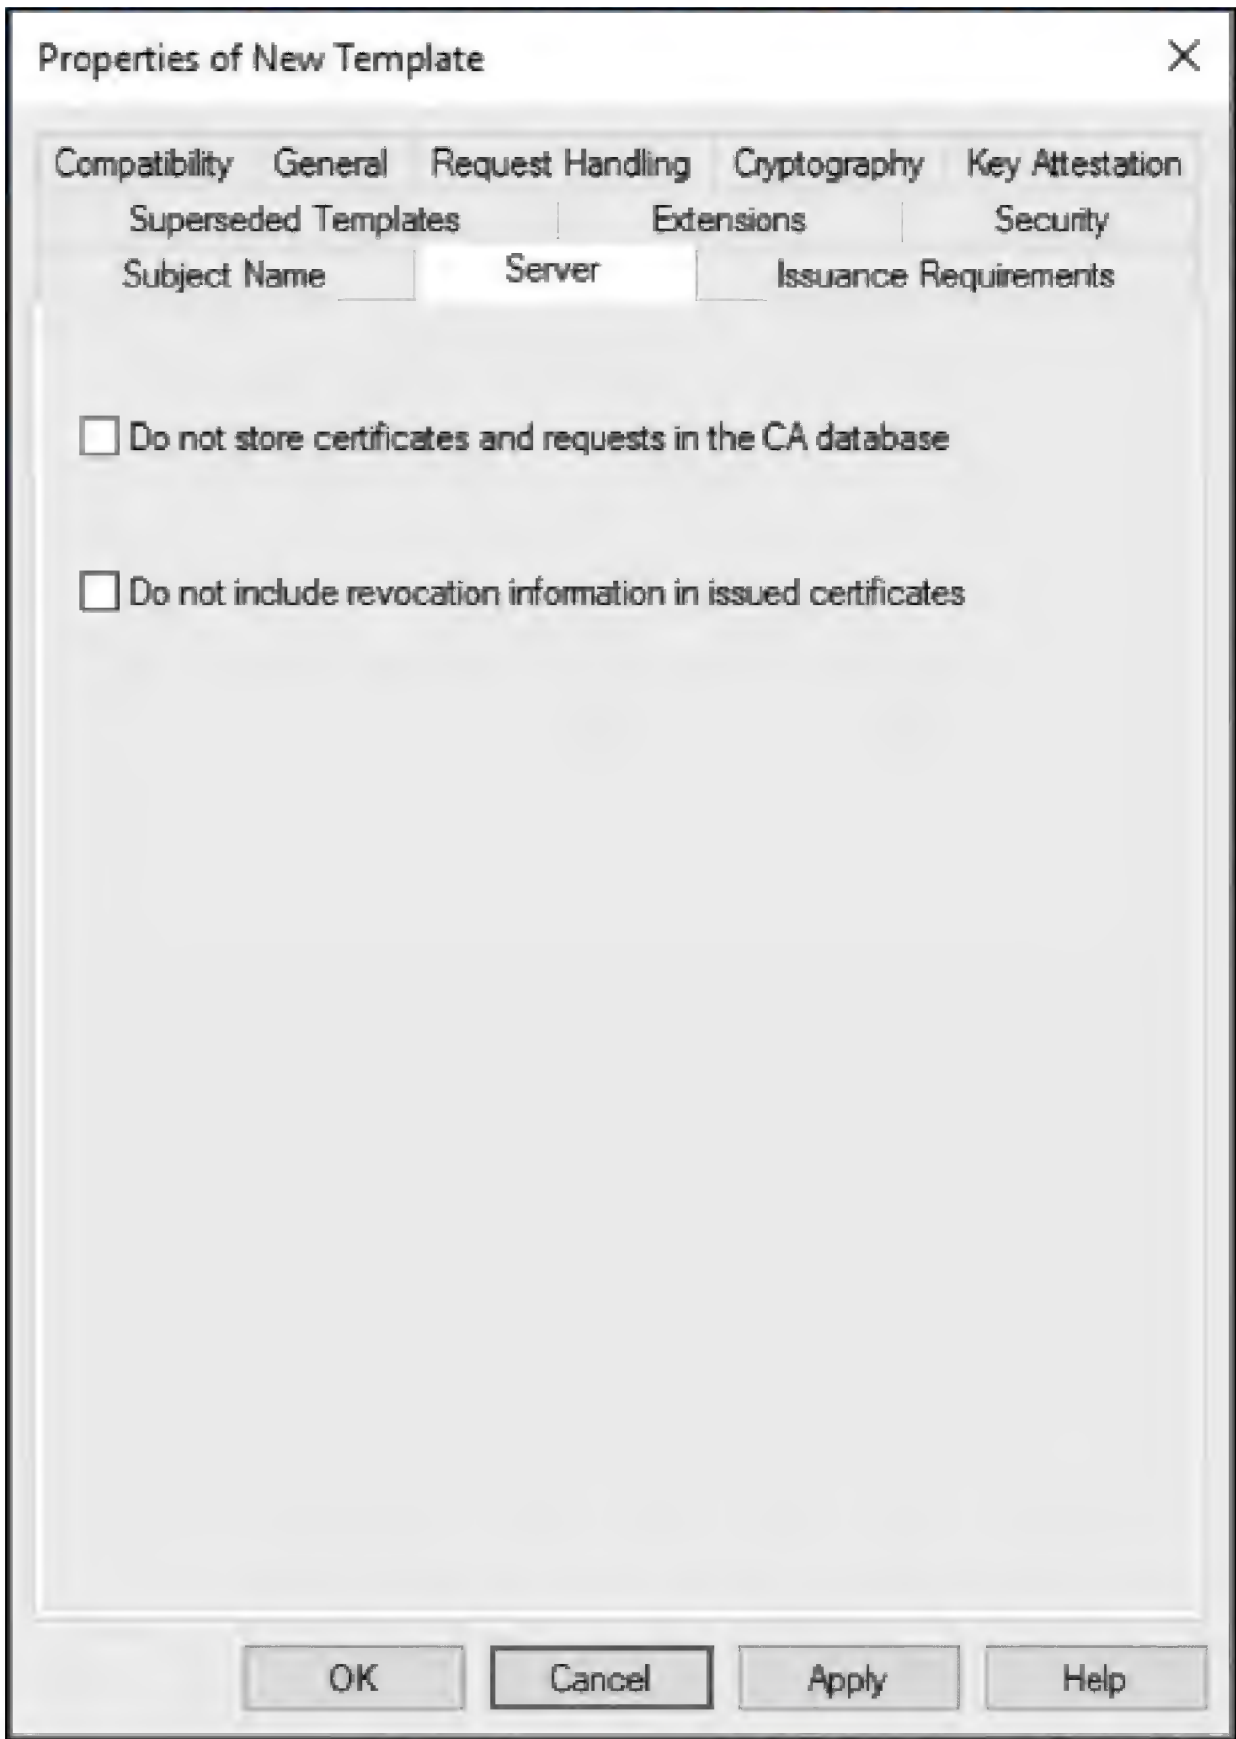 Properties of New Template
Compatibility General Request Handling Cryptography Key Attestation
Superseded Templates Extensions Security
Subject Name Server Issuance Requirements
Do not store certificates and requests in the CA database
Do not include revocation information in issued certificates
OK Cancel Apply Help